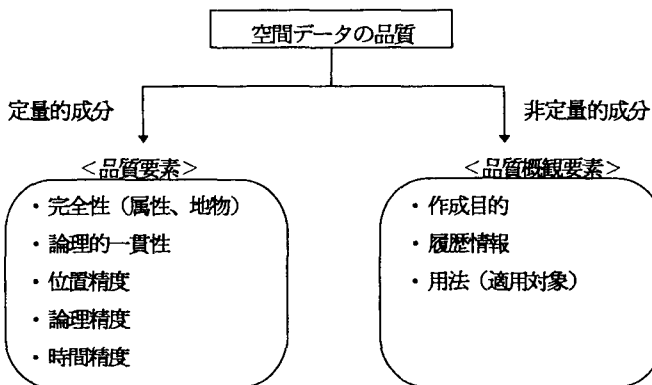 空間データの品質
定量的成分
非定量的成分
＜品質要素＞
・完全性（属性、地物）
・論理的一貫性
・位置精度
・論理精度
・時間精度
＜品質概観要素＞
・作成目的
・履歴情報
・用法（適用対象）